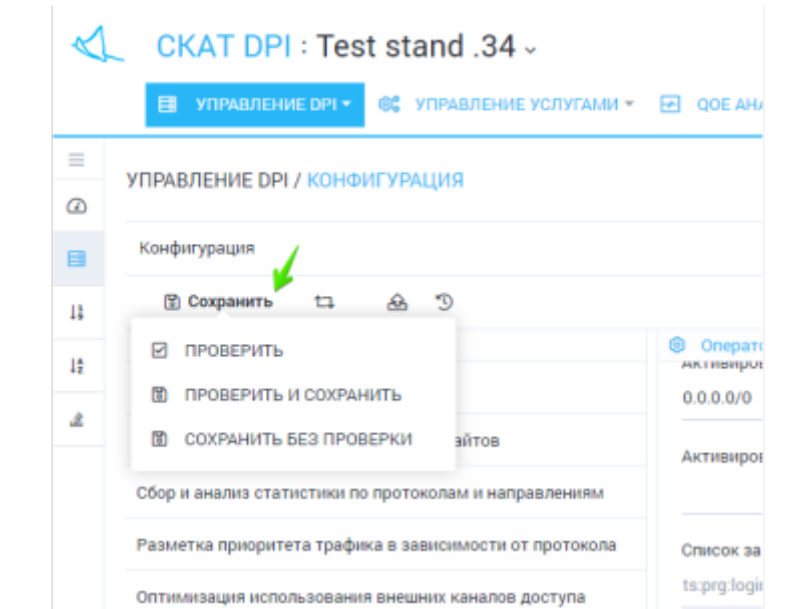 СКАТ DPI : Test stand .34
УПРАВЛЕНИЕ DPI
УПРАВЛЕНИЕ УСЛУГАМИ
QOE
УПРАВЛЕНИЕ DPI / КОНФИГУРАЦИЯ
Конфигурация
Сохранить
ПРОВЕРИТЬ
ПРОВЕРИТЬ И СОХРАНИТЬ
СОХРАНИТЬ БЕЗ ПРОВЕРКИ
Сбор и анализ статистики по протоколам и направлениям
Разметка приоритета трафика в зависимости от протокола
Оптимизация использования внешних каналов доступа
0.0.0.0/0
Список